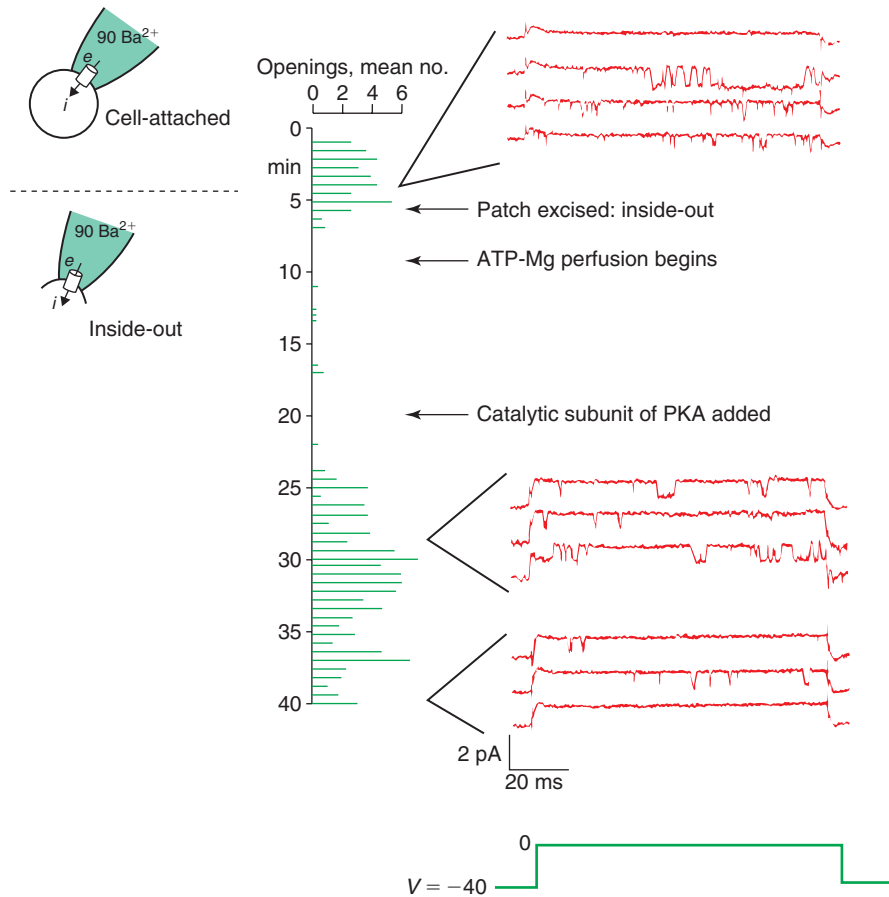 90 Ba²⁺
e
i
Cell-attached
90 Ba²⁺
e
i
Inside-out
Openings, mean no.
0 2 4 6
0
min
5
10
15
20
25
30
35
40
Patch excised: inside-out
ATP-Mg perfusion begins
Catalytic subunit of PKA added
2 pA
20 ms
0
V = −40